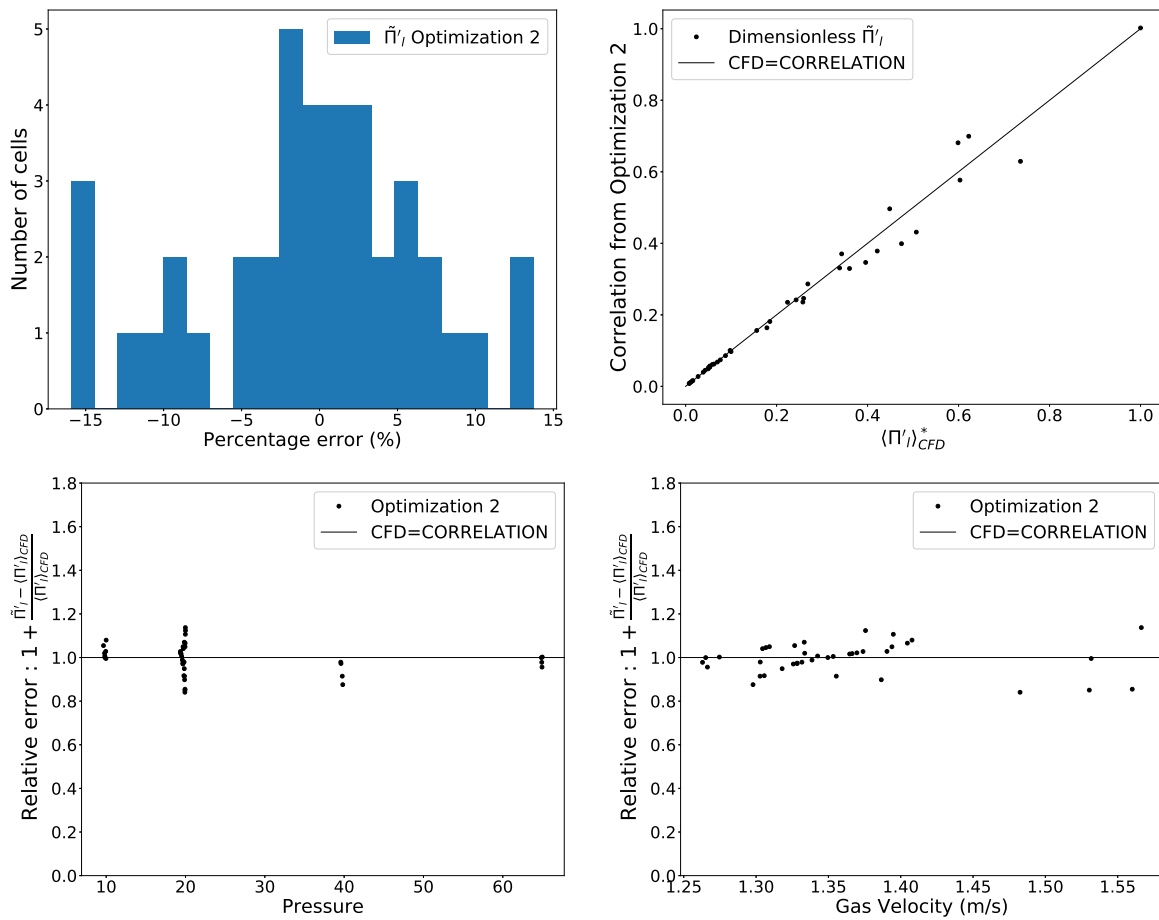 Π̃'l Optimization 2
5
4
3
2
1
0
Number of cells
−15 −10 −5 0 5 10 15
Percentage error (%)
Dimensionless Π̃'l
CFD=CORRELATION
1.0
0.8
0.6
0.4
0.2
0.0
Correlation from Optimization 2
0.0 0.2 0.4 0.6 0.8 1.0
⟨Π'l⟩*CFD
Optimization 2
CFD=CORRELATION
1.8
1.6
1.4
1.2
1.0
0.8
0.6
0.4
0.2
0.0
Relative error : 1 + (Π̃'l − ⟨Π'l⟩CFD) / ⟨Π'l⟩CFD
10 20 30 40 50 60
Pressure
Optimization 2
CFD=CORRELATION
1.8
1.6
1.4
1.2
1.0
0.8
0.6
0.4
0.2
0.0
Relative error : 1 + (Π̃'l − ⟨Π'l⟩CFD) / ⟨Π'l⟩CFD
1.25 1.30 1.35 1.40 1.45 1.50 1.55
Gas Velocity (m/s)